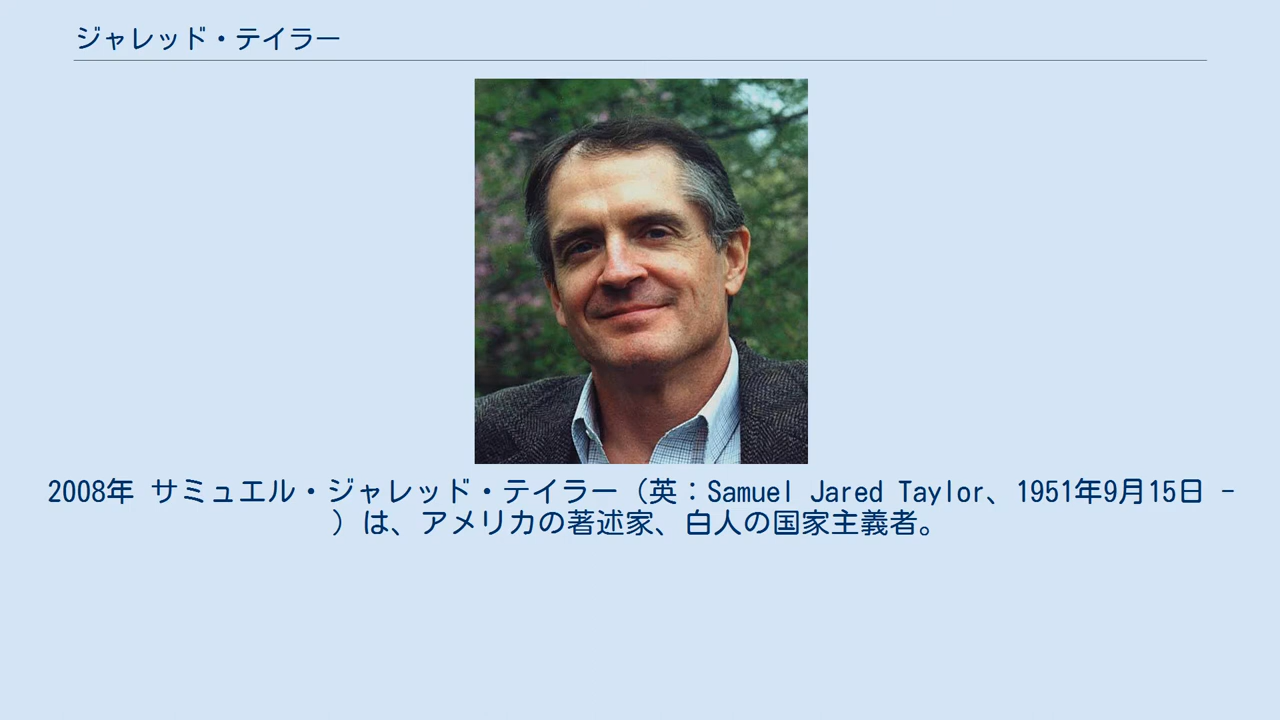 ジャレッド・テイラー
2008年 サミュエル・ジャレッド・テイラー（英：Samuel Jared Taylor、1951年9月15日 -
）は、アメリカの著述家、白人の国家主義者。